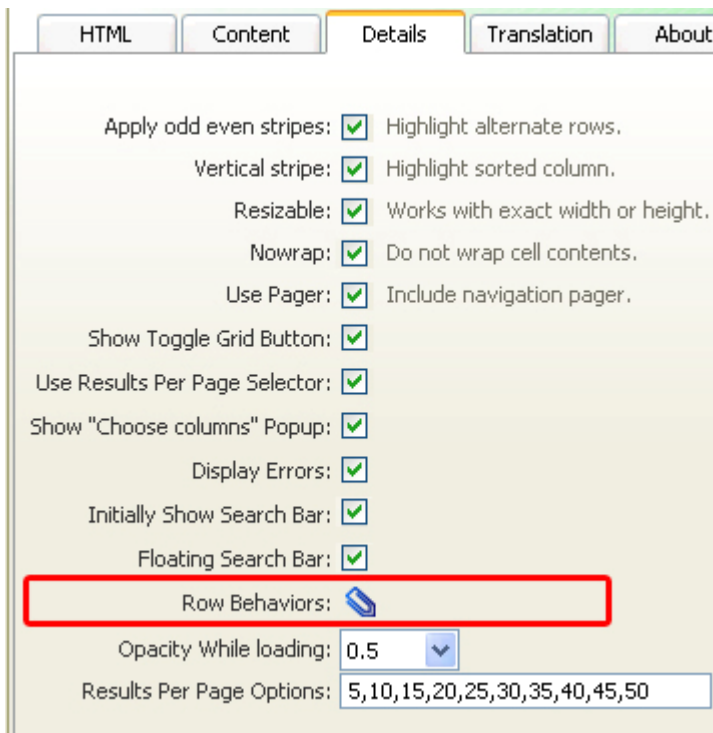 HTML Content Details Translation About
Apply odd even stripes: Highlight alternate rows.
Vertical stripe: Highlight sorted column.
Resizable: Works with exact width or height.
Nowrap: Do not wrap cell contents.
Use Pager: Include navigation pager.
Show Toggle Grid Button:
Use Results Per Page Selector:
Show "Choose columns" Popup:
Display Errors:
Initially Show Search Bar:
Floating Search Bar:
Row Behaviors:
Opacity While loading: 0.5
Results Per Page Options: 5,10,15,20,25,30,35,40,45,50